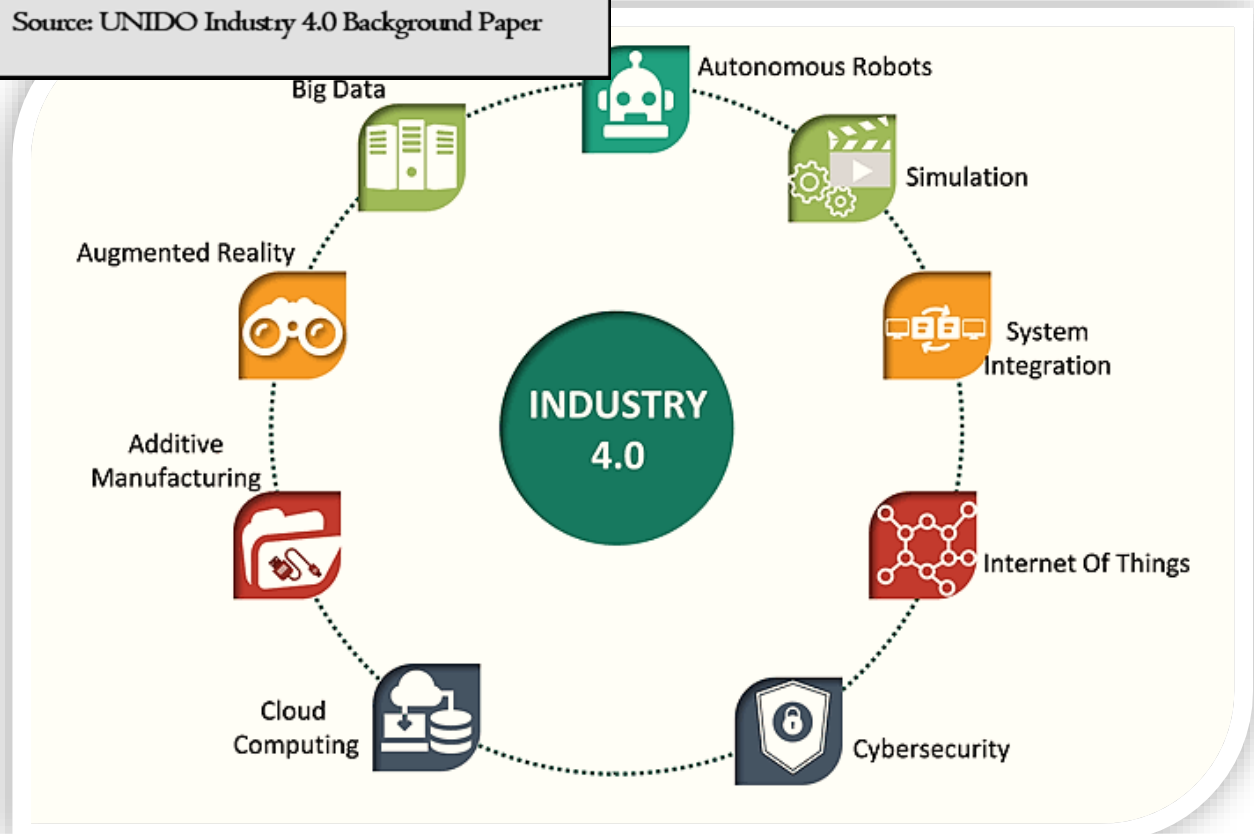 Source: UNIDO Industry 4.0 Background Paper
Big Data
Autonomous Robots
Simulation
Augmented Reality
System
Integration
INDUSTRY
4.0
Additive
Manufacturing
Internet Of Things
Cloud
Computing
Cybersecurity